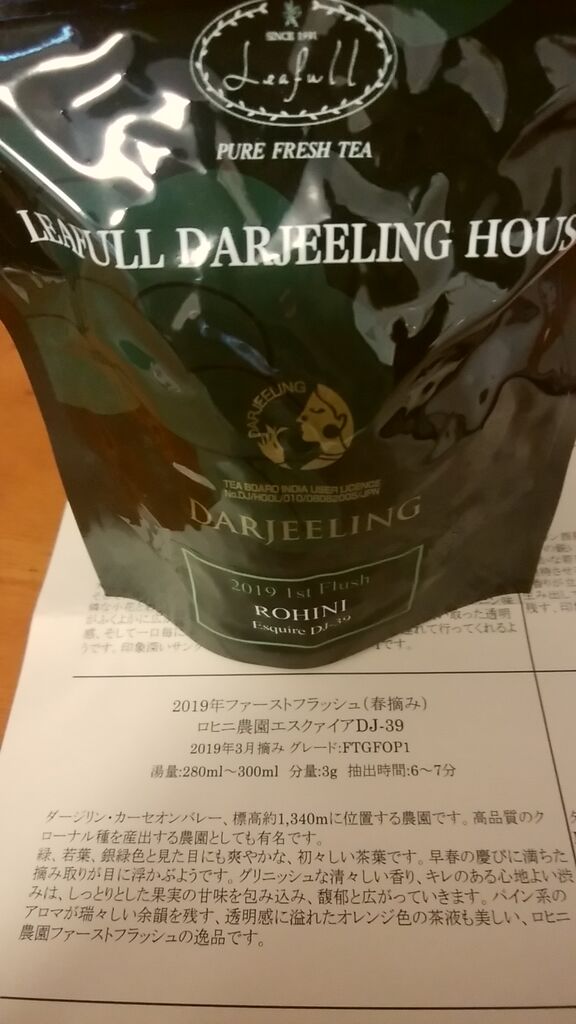 SINCE 1991
Leafull
PURE FRESH TEA
LEAFULL DARJEELING HOUS
DARJEELING
TEA BOARD INDIA USER LICENCE
No.DJ/HGDL/010/08082005/JPN
DARJEELING
2019 1st Flush
ROHINI
Esquire DJ-39
2019年ファーストフラッシュ(春摘み)
ロヒニ農園エスクァイアDJ-39
2019年3月摘み グレード:FTGFOP1
湯量:280ml～300ml 分量:3g 抽出時間:6～7分
ダージリン・カーセオンバレー、標高約1,340mに位置する農園です。高品質のク
ローナル種を産出する農園としても有名です。
緑、若葉、銀緑色と見た目にも爽やかな、初々しい茶葉です。早春の慶びに満ちた
摘み取りが目に浮かぶようです。グリニッシュな清々しい香り、キレのある心地よい渋
みは、しっとりとした果実の甘味を包み込み、馥郁と広がっていきます。パイン系の
アロマが瑞々しい余韻を残す、透明感に溢れたオレンジ色の茶液も美しい、ロヒニ
農園ファーストフラッシュの逸品です。